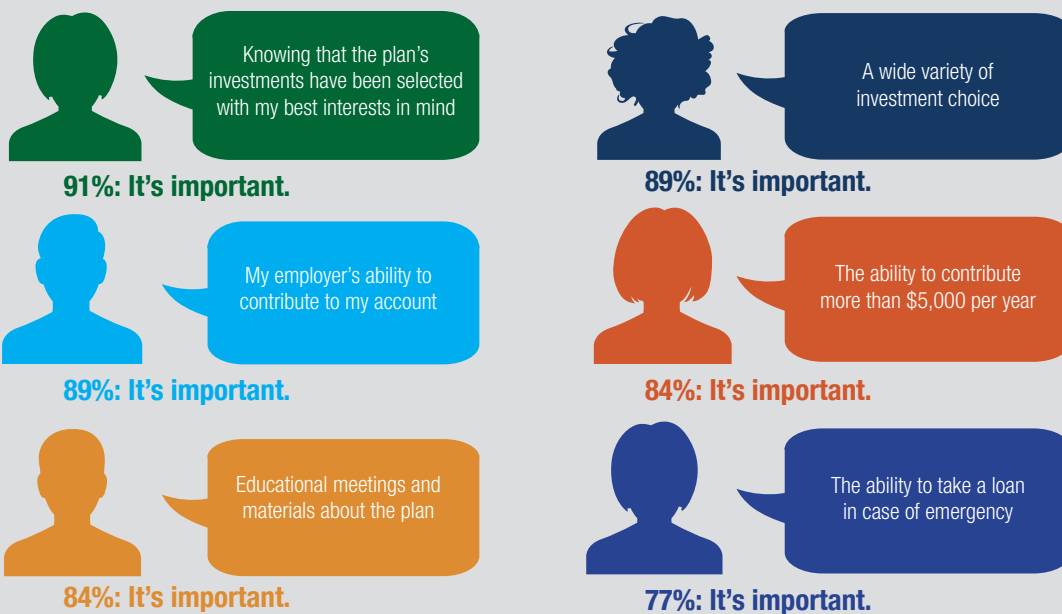 Knowing that the plan's
investments have been selected
with my best interests in mind
91%: It's important.
A wide variety of
investment choice
89%: It's important.
My employer's ability to
contribute to my account
89%: It's important.
The ability to contribute
more than $5,000 per year
84%: It's important.
Educational meetings and
materials about the plan
84%: It's important.
The ability to take a loan
in case of emergency
77%: It's important.